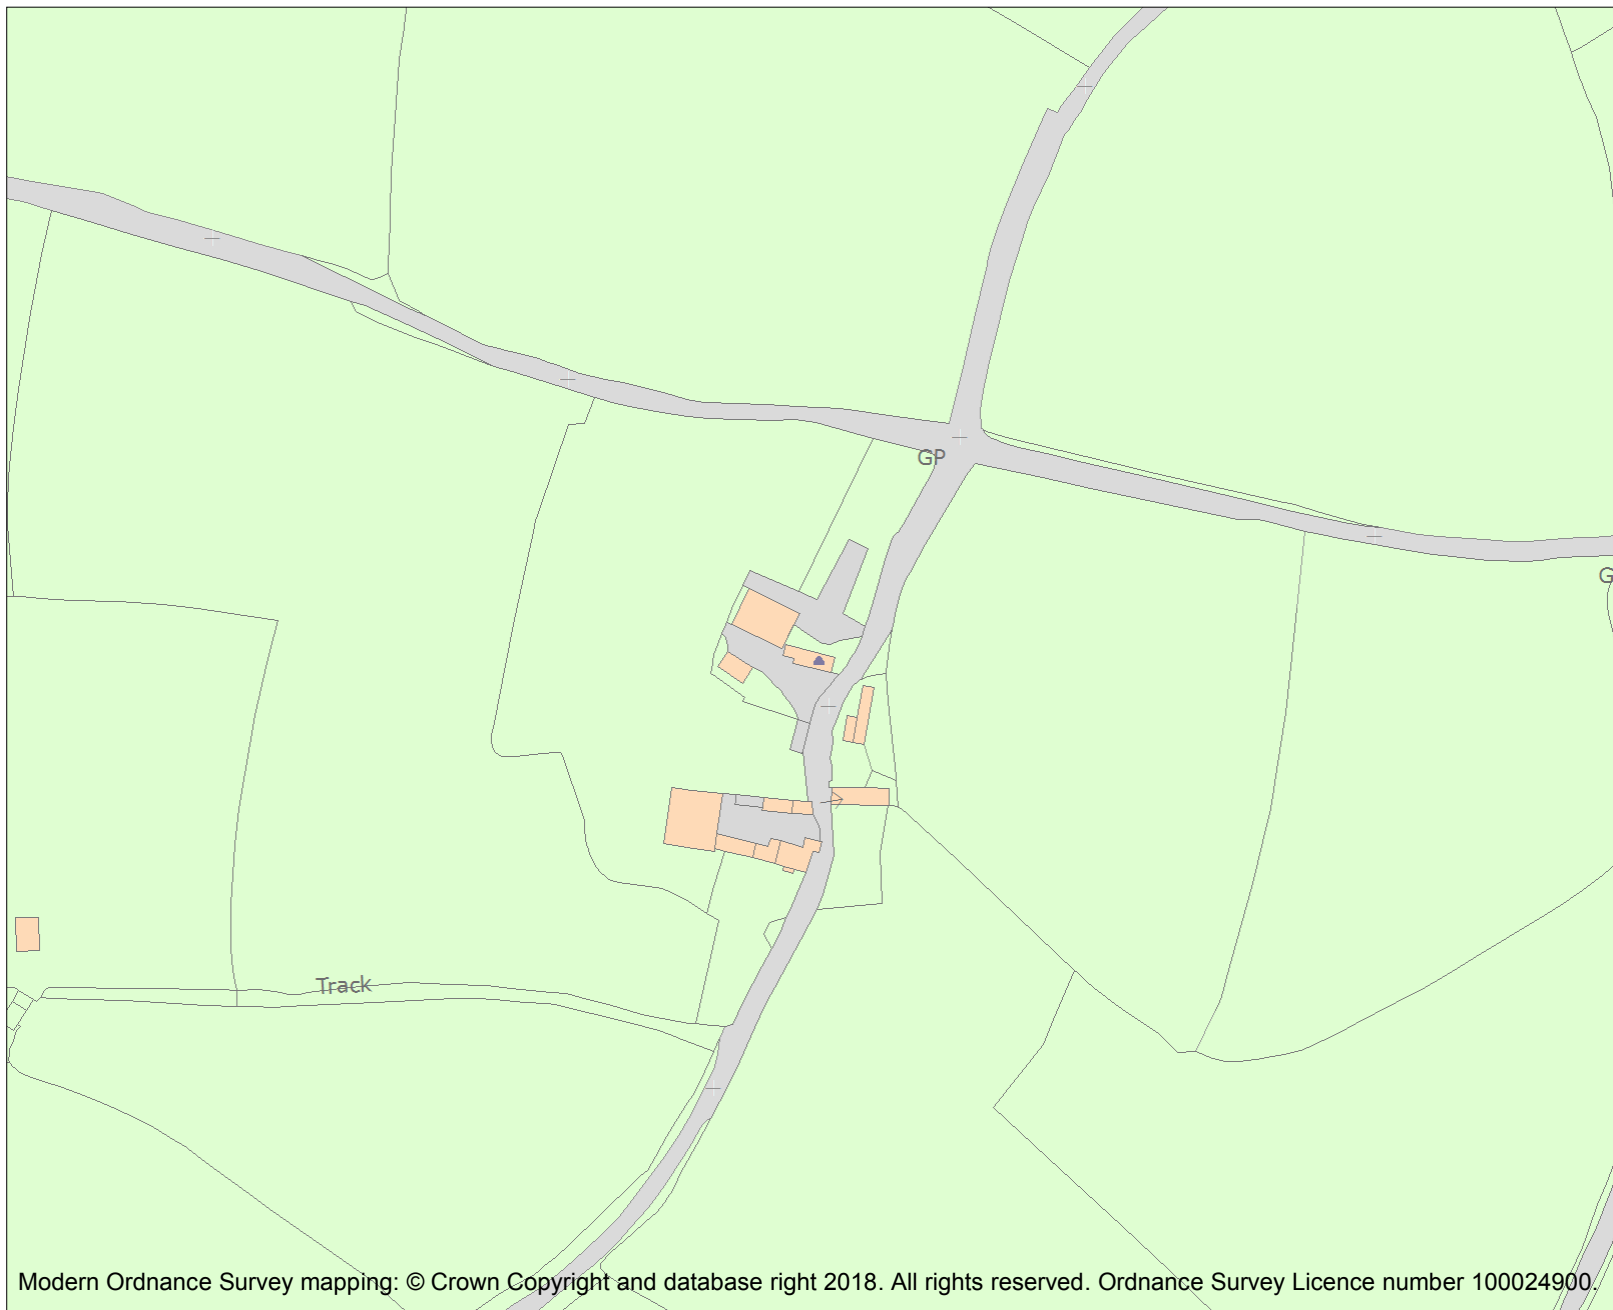 GP
G
Track
Modern Ordnance Survey mapping: © Crown Copyright and database right 2018. All rights reserved. Ordnance Survey Licence number 100024900.